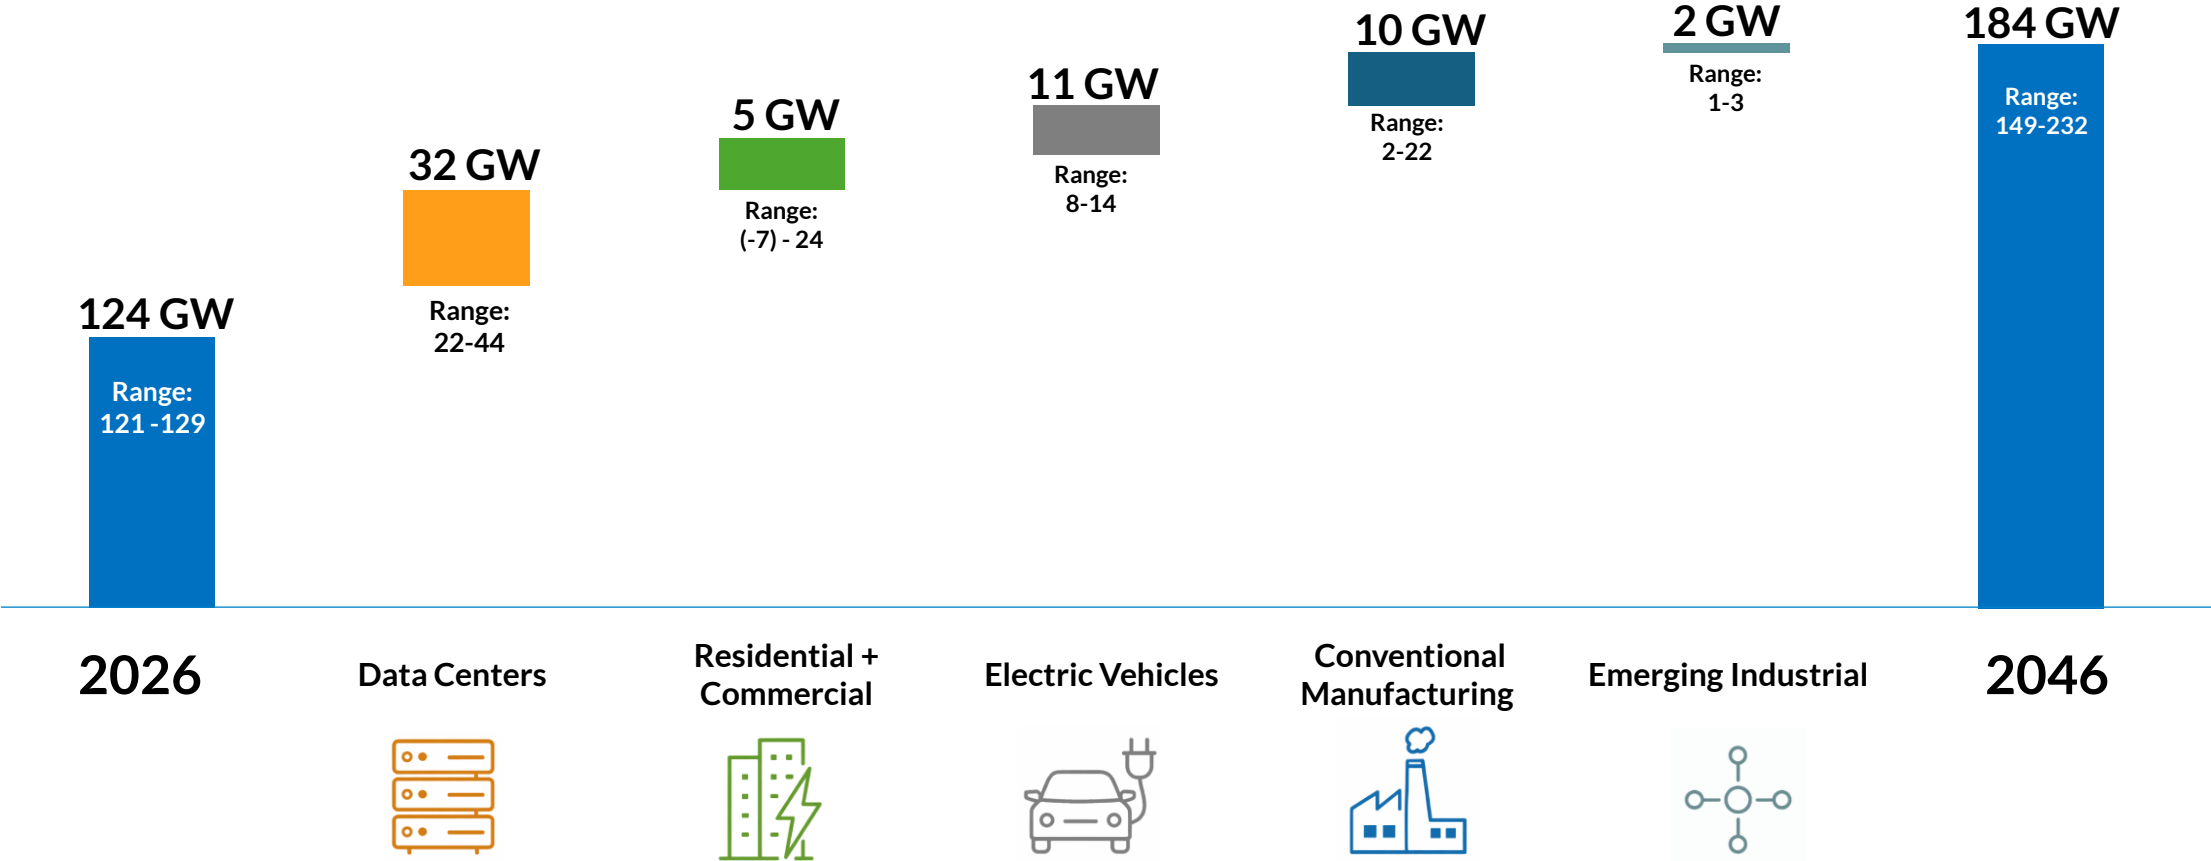 124 GW
Range:
121 -129
2026
32 GW
Range:
22-44
Data Centers
5 GW
Range:
(-7) - 24
Residential +
Commercial
11 GW
Range:
8-14
Electric Vehicles
10 GW
Range:
2-22
Conventional
Manufacturing
2 GW
Range:
1-3
Emerging Industrial
184 GW
Range:
149-232
2046